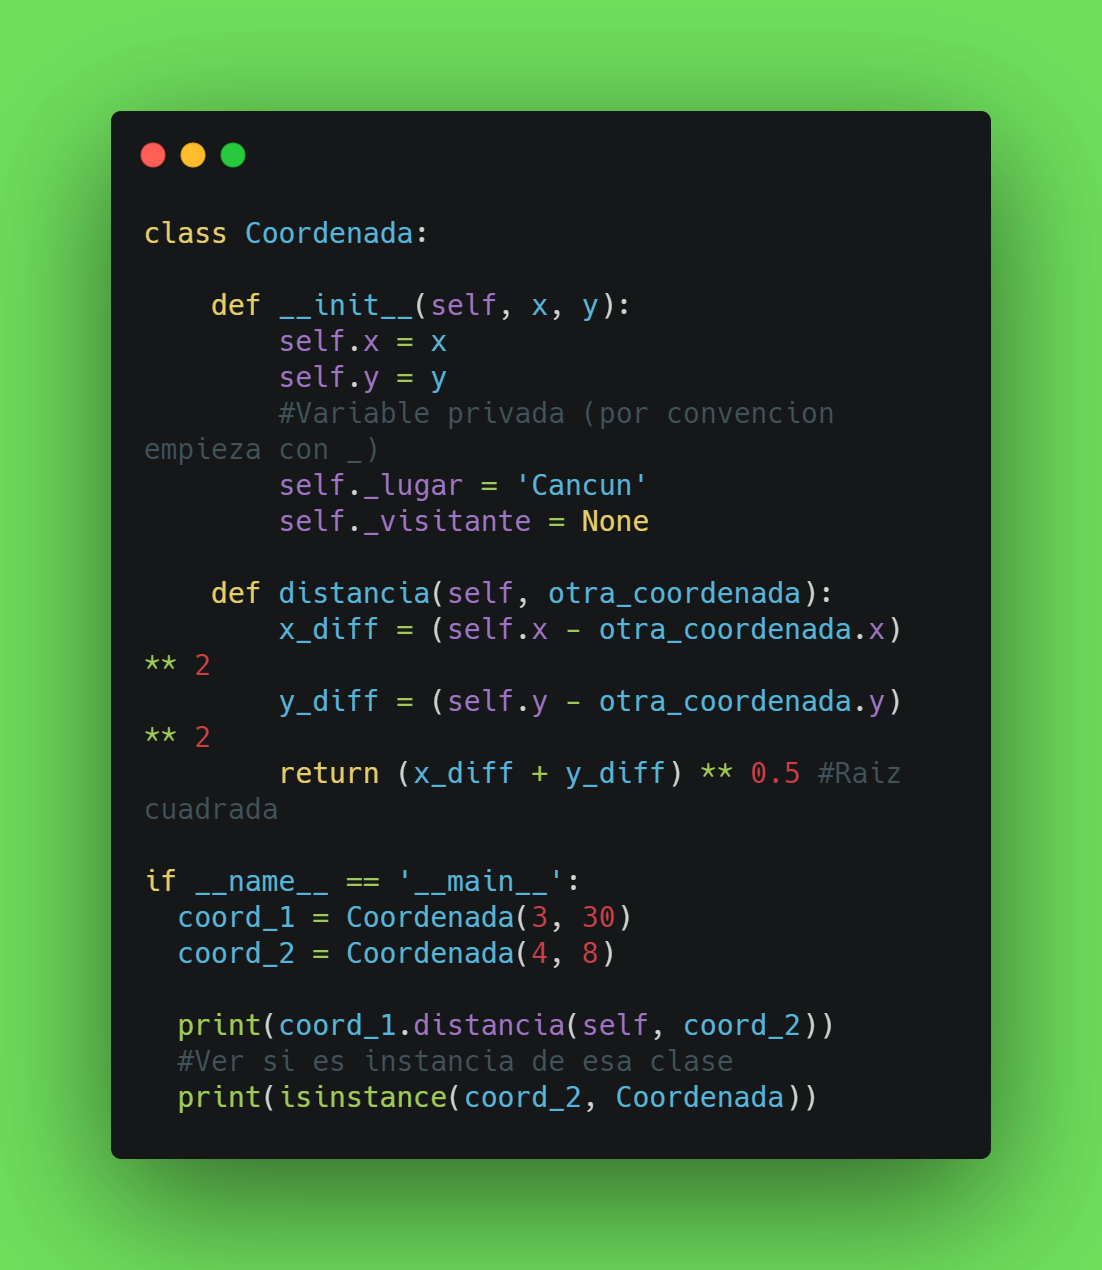 class Coordenada:

    def __init__(self, x, y):
        self.x = x
        self.y = y
        #Variable privada (por convencion
empieza con _)
        self._lugar = 'Cancun'
        self._visitante = None

    def distancia(self, otra_coordenada):
        x_diff = (self.x - otra_coordenada.x)
** 2
        y_diff = (self.y - otra_coordenada.y)
** 2
        return (x_diff + y_diff) ** 0.5 #Raiz
cuadrada

if __name__ == '__main__':
  coord_1 = Coordenada(3, 30)
  coord_2 = Coordenada(4, 8)

  print(coord_1.distancia(self, coord_2))
  #Ver si es instancia de esa clase
  print(isinstance(coord_2, Coordenada))